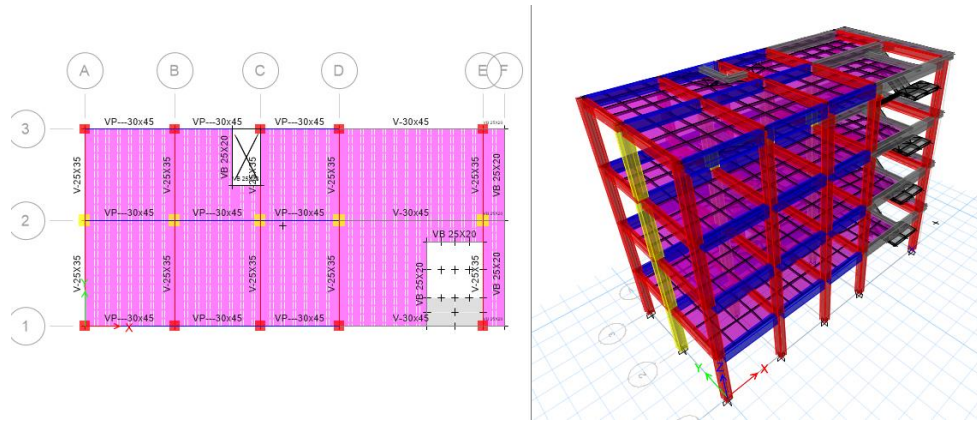 A B C D E F
3
VP---30x45 VP---30x45 VP---30x45 V-30x45
V-25X35 V-25X35 VB 25X20 V-25X35 V-25X35 VB 25X20
2
VP---30x45 VP---30x45 VP---30x45 V-30x45
VB 25X20
V-25X35 V-25X35 V-25X35 VB 25X20 V-25X35 VB 25X20
1
VP---30x45 VP---30x45 VP---30x45 V-30x45
X
Z
Y X